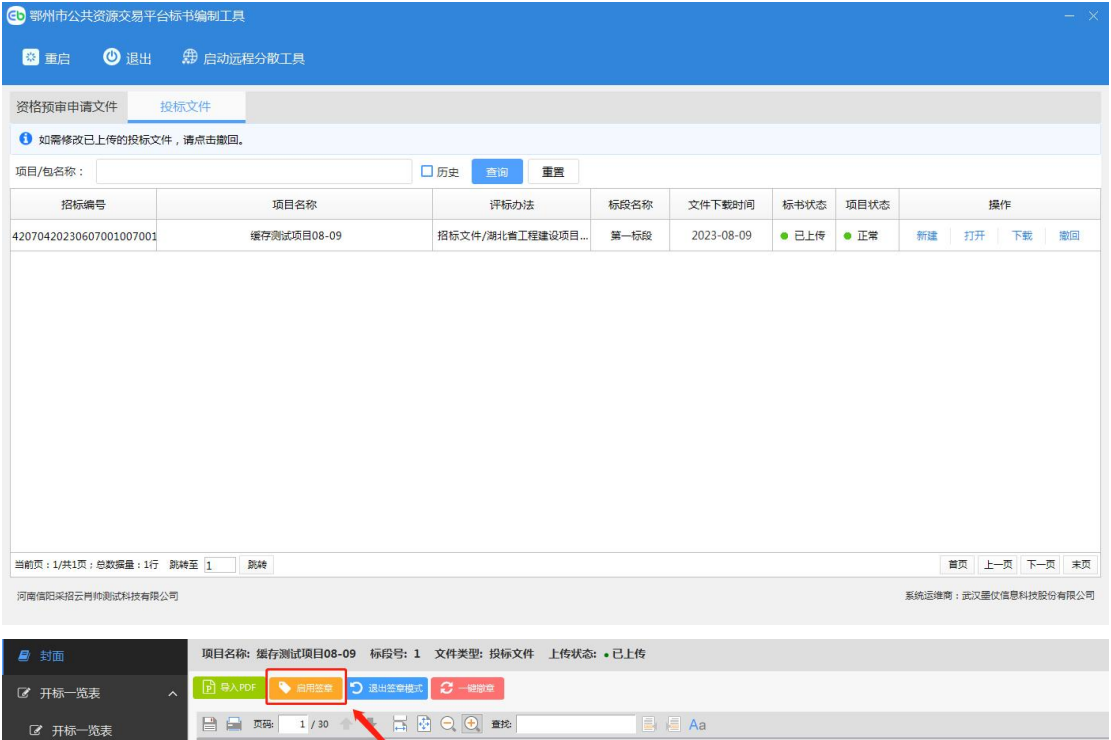 鄂州市公共资源交易平台标书编制工具
重启 退出 启动远程分散工具
资格预审申请文件 投标文件
如需修改已上传的投标文件，请点击撤回。
项目/包名称： 历史 查询 重置
招标编号 项目名称 评标办法 标段名称 文件下载时间 标书状态 项目状态 操作
42070420230607001007001 缓存测试项目08-09 招标文件/湖北省工程建设项目... 第一标段 2023-08-09 已上传 正常 新建 打开 下载 撤回
当前页：1/共1页；总数据量：1行 跳转至 1 跳转 首页 上一页 下一页 末页
河南信阳采招云肖帅测试科技有限公司 系统运维商：武汉墨仗信息科技股份有限公司
封面 项目名称: 缓存测试项目08-09 标段号: 1 文件类型: 投标文件 上传状态: 已上传
开标一览表 导入PDF 启用签章 退出签章模式 一键撤章
开标一览表 页码: 1 / 30 查找: Aa